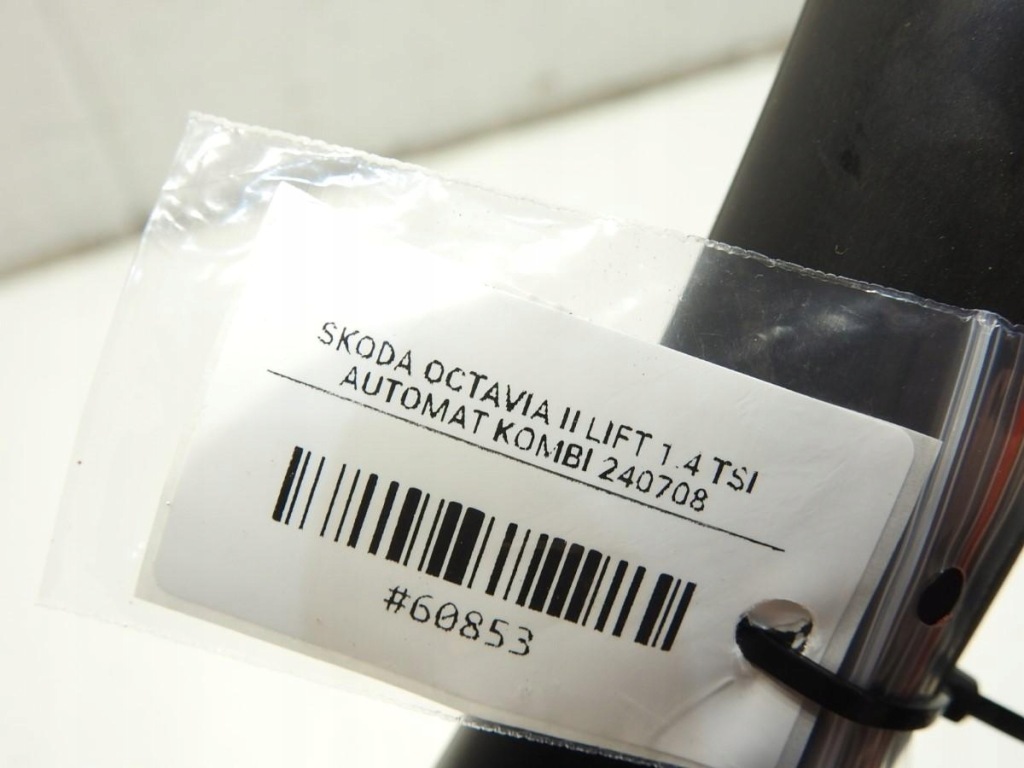 SKODA OCTAVIA II LIFT 1.4 TSI
AUTOMAT KOMBI 240708
#60853